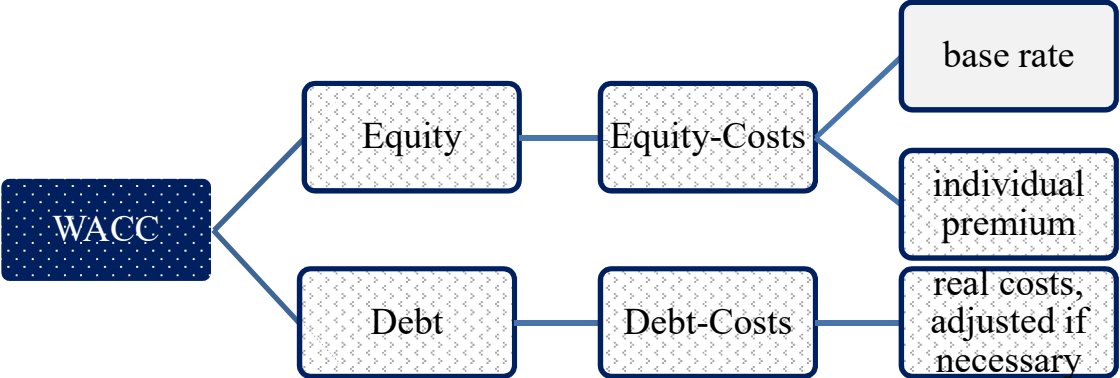 WACC
Equity
Equity-Costs
base rate
individual
premium
Debt
Debt-Costs
real costs,
adjusted if
necessary